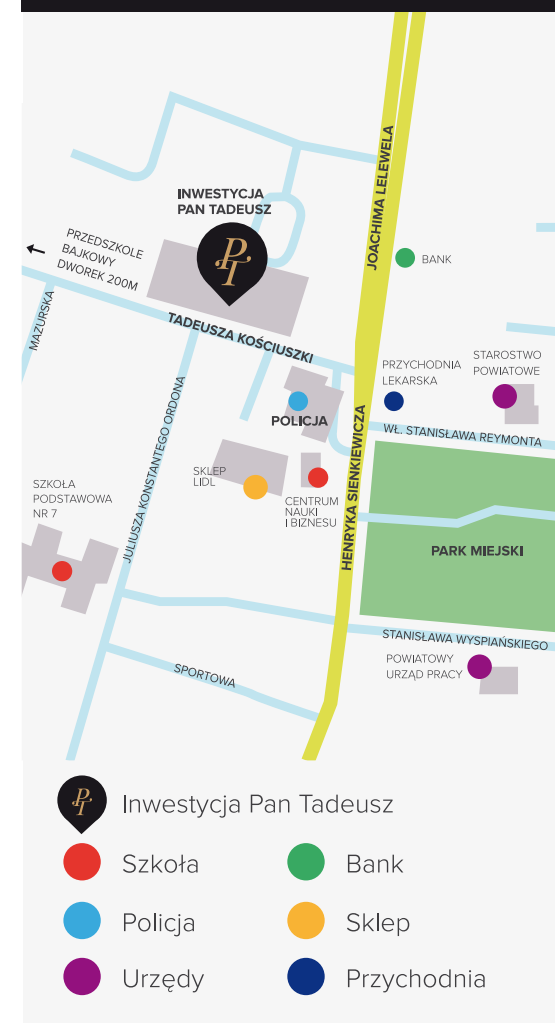 JOACHIMA LELEWELA
INWESTYCJA
PAN TADEUSZ
PT
PRZEDSZKOLE
BAJKOWY
DWOREK 200M
BANK
MAZURSKA
TADEUSZA KOŚCIUSZKI
STAROSTWO
POWIATOWE
PRZYCHODNIA
LEKARSKA
POLICJA
WŁ. STANISŁAWA REYMONTA
HENRYKA SIENKIEWICZA
JULIUSZA KONSTANTEGO ORDONA
SKLEP
LIDL
SZKOŁA
PODSTAWOWA
NR 7
CENTRUM
NAUKI
I BIZNESU
PARK MIEJSKI
STANISŁAWA WYSPIAŃSKIEGO
POWIATOWY
URZĄD PRACY
SPORTOWA
PT
Inwestycja Pan Tadeusz
Szkoła
Bank
Policja
Sklep
Urzędy
Przychodnia